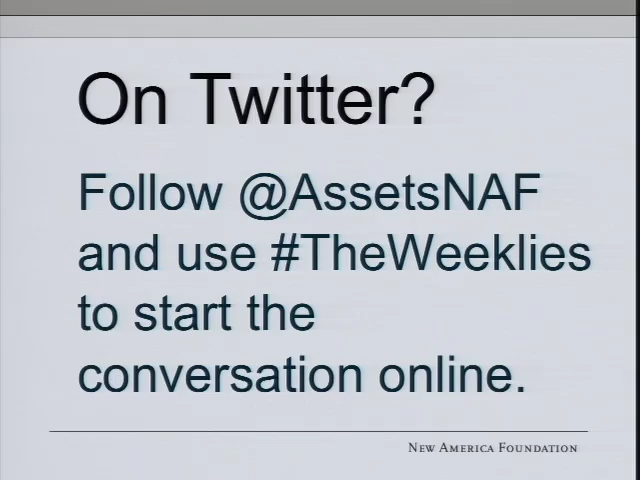 On Twitter?
Follow @AssetsNAF
and use #TheWeeklies
to start the
conversation online.
NEW AMERICA FOUNDATION